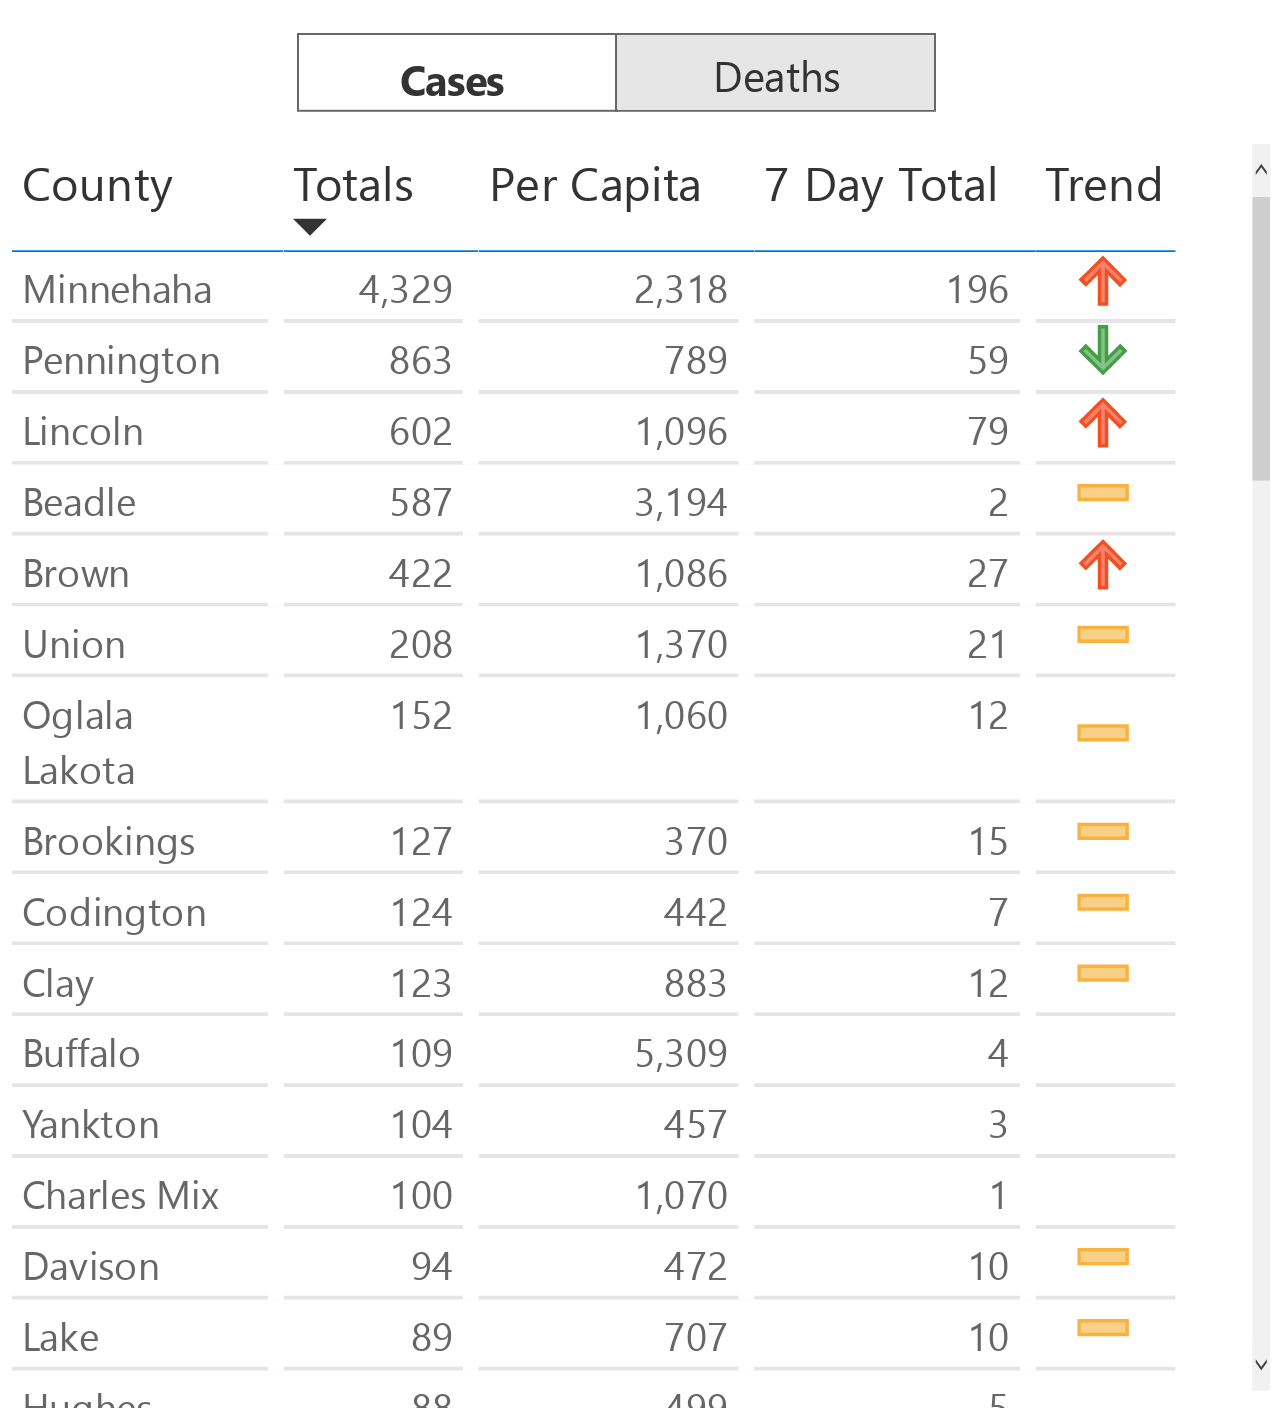 Cases Deaths
County Totals Per Capita 7 Day Total Trend
Minnehaha 4,329 2,318 196
Pennington 863 789 59
Lincoln 602 1,096 79
Beadle 587 3,194 2
Brown 422 1,086 27
Union 208 1,370 21
Oglala 152 1,060 12
Lakota
Brookings 127 370 15
Codington 124 442 7
Clay 123 883 12
Buffalo 109 5,309 4
Yankton 104 457 3
Charles Mix 100 1,070 1
Davison 94 472 10
Lake 89 707 10
Hughes 88 499 5